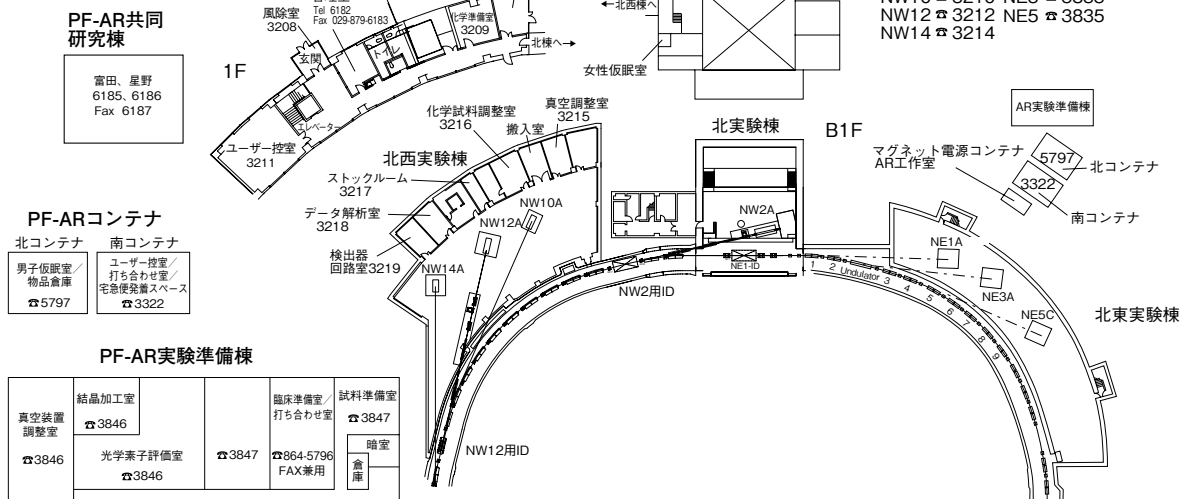 PF-AR共同
研究棟
富田、星野
6185、6186
Fax 6187
風除室
3208
Tel 6182
Fax 029-879-6183
トイレ
化学準備室
3209
北棟へ→
玄関
1F
エレベーター
ユーザー控室
3211
←北西棟へ
女性仮眠室
NW12 ☎ 3212 NE5 ☎ 3835
NW14 ☎ 3214
AR実験準備棟
マグネット電源コンテナ
AR工作室
5797
3322
北コンテナ
南コンテナ
北実験棟
B1F
北西実験棟
化学試料調整室
3216
搬入室
真空調整室
3215
ストックルーム
3217
データ解析室
3218
検出器
回路室3219
NW10A
NW12A
NW14A
NW2A
NE1-ID
NW2用ID
NW12用ID
1
2
Undulator
3
4
5
6
7
8
9
NE1A
NE3A
NE5C
北東実験棟
PF-ARコンテナ
北コンテナ
男子仮眠室／
物品倉庫
☎5797
南コンテナ
ユーザー控室／
打ち合わせ室／
宅急便発着スペース
☎3322
PF-AR実験準備棟
真空装置
調整室
☎3846
結晶加工室
☎3846
光学素子評価室
☎3846
☎3847
臨床準備室／
打ち合わせ室
☎864-5796
FAX兼用
試料準備室
☎3847
暗室
倉
庫